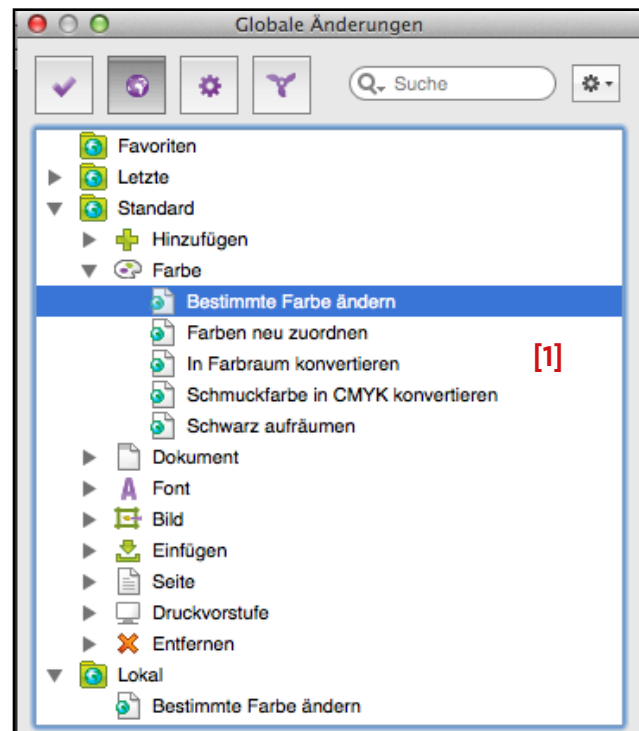 Globale Änderungen
Suche
Favoriten
Letzte
Standard
Hinzufügen
Farbe
Bestimmte Farbe ändern
Farben neu zuordnen
In Farbraum konvertieren
[1]
Schmuckfarbe in CMYK konvertieren
Schwarz aufräumen
Dokument
Font
Bild
Einfügen
Seite
Druckvorstufe
Entfernen
Lokal
Bestimmte Farbe ändern